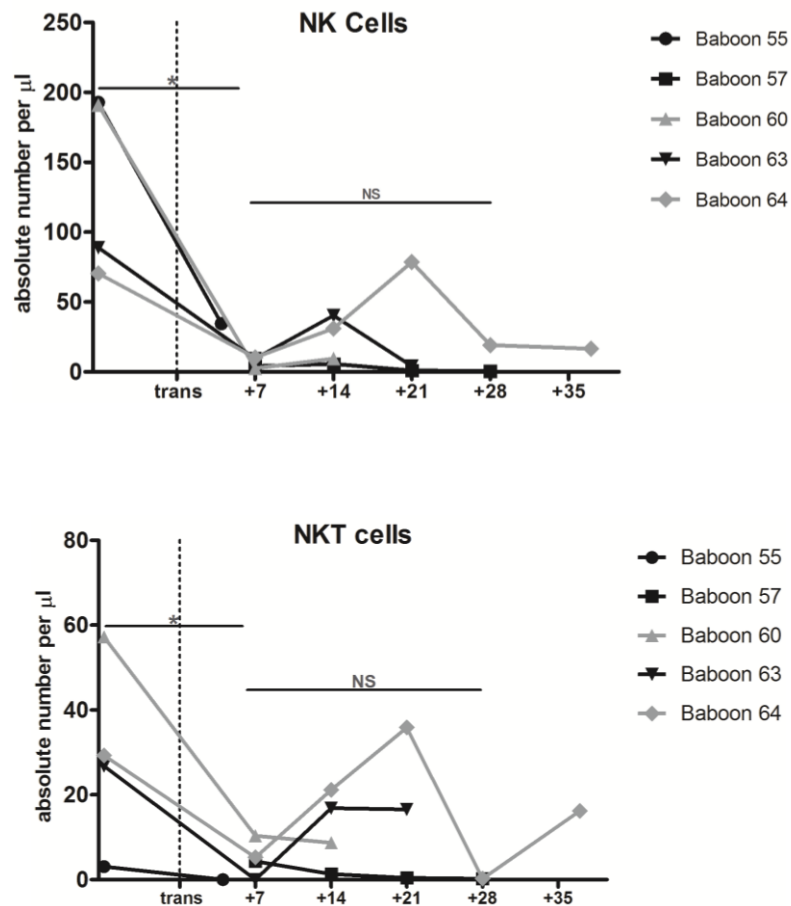 NK Cells
absolute number per µl
250
200
150
100
50
0
*
NS
trans +7 +14 +21 +28 +35
Baboon 55
Baboon 57
Baboon 60
Baboon 63
Baboon 64
NKT cells
absolute number per µl
80
60
40
20
0
*
NS
trans +7 +14 +21 +28 +35
Baboon 55
Baboon 57
Baboon 60
Baboon 63
Baboon 64